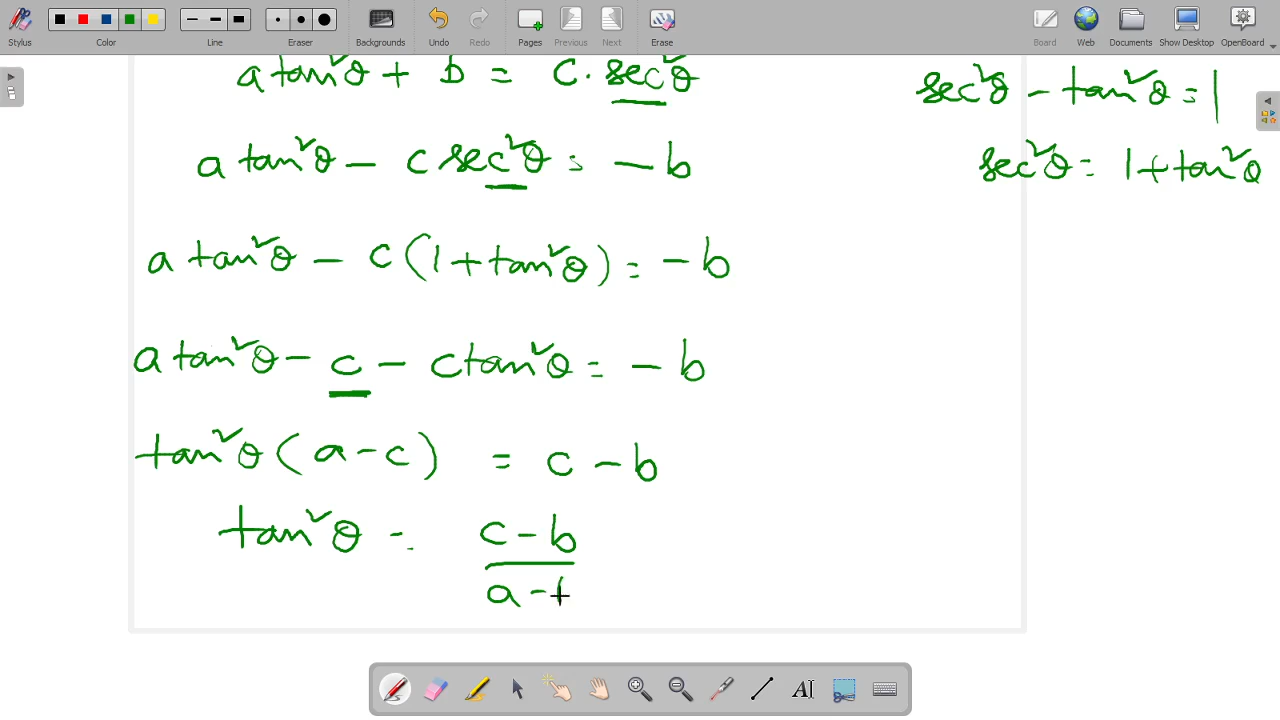 Stylus Color Line Eraser Backgrounds Undo Redo Pages Previous Next Erase Board Web Documents Show Desktop OpenBoard
a tan²θ + b = c · sec²θ
sec²θ - tan²θ = 1
a tan²θ - c sec²θ = - b
sec²θ = 1 + tan²θ
a tan²θ - c (1 + tan²θ) = - b
a tan²θ - c - c tan²θ = - b
tan²θ (a - c) = c - b
tan²θ = c - b
a -
AI